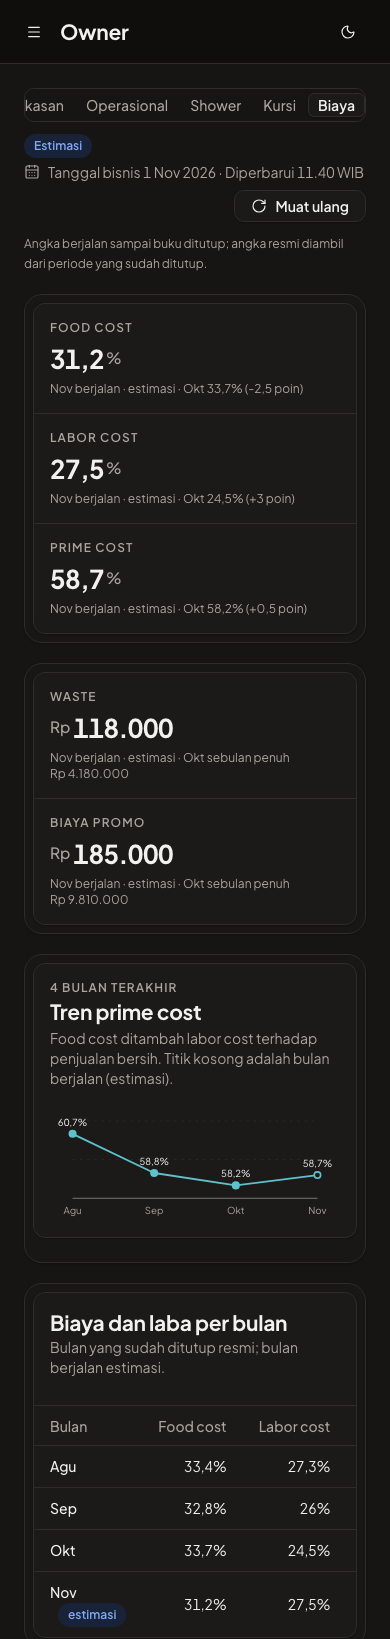 Owner
kasan Operasional Shower Kursi Biaya
Estimasi
Tanggal bisnis 1 Nov 2026 · Diperbarui 11.40 WIB
Muat ulang
Angka berjalan sampai buku ditutup; angka resmi diambil
dari periode yang sudah ditutup.
FOOD COST
31,2%
Nov berjalan · estimasi · Okt 33,7% (-2,5 poin)
LABOR COST
27,5%
Nov berjalan · estimasi · Okt 24,5% (+3 poin)
PRIME COST
58,7%
Nov berjalan · estimasi · Okt 58,2% (+0,5 poin)
WASTE
Rp 118.000
Nov berjalan · estimasi · Okt sebulan penuh
Rp 4.180.000
BIAYA PROMO
Rp 185.000
Nov berjalan · estimasi · Okt sebulan penuh
Rp 9.810.000
4 BULAN TERAKHIR
Tren prime cost
Food cost ditambah labor cost terhadap
penjualan bersih. Titik kosong adalah bulan
berjalan (estimasi).
60,7% 58,8% 58,2% 58,7%
Agu Sep Okt Nov
Biaya dan laba per bulan
Bulan yang sudah ditutup resmi; bulan
berjalan estimasi.
Bulan Food cost Labor cost
Agu 33,4% 27,3%
Sep 32,8% 26%
Okt 33,7% 24,5%
Nov estimasi 31,2% 27,5%